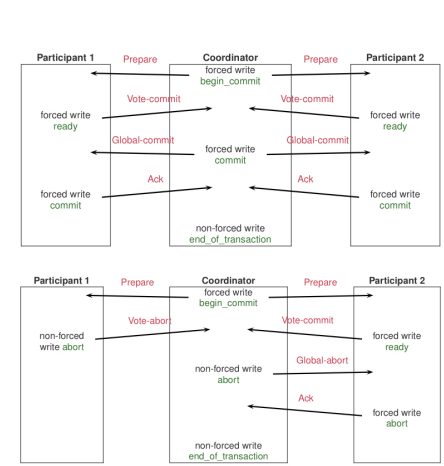 Participant 1 Prepare Coordinator Prepare Participant 2
forced write
begin_commit
Vote-commit Vote-commit
forced write forced write
ready ready
Global-commit Global-commit
forced write
commit
Ack Ack
forced write forced write
commit commit
non-forced write
end_of_transaction
Participant 1 Prepare Coordinator Prepare Participant 2
forced write
begin_commit
Vote-abort Vote-commit
non-forced forced write
write abort ready
Global-abort
non-forced write
abort
Ack
forced write
abort
non-forced write
end_of_transaction